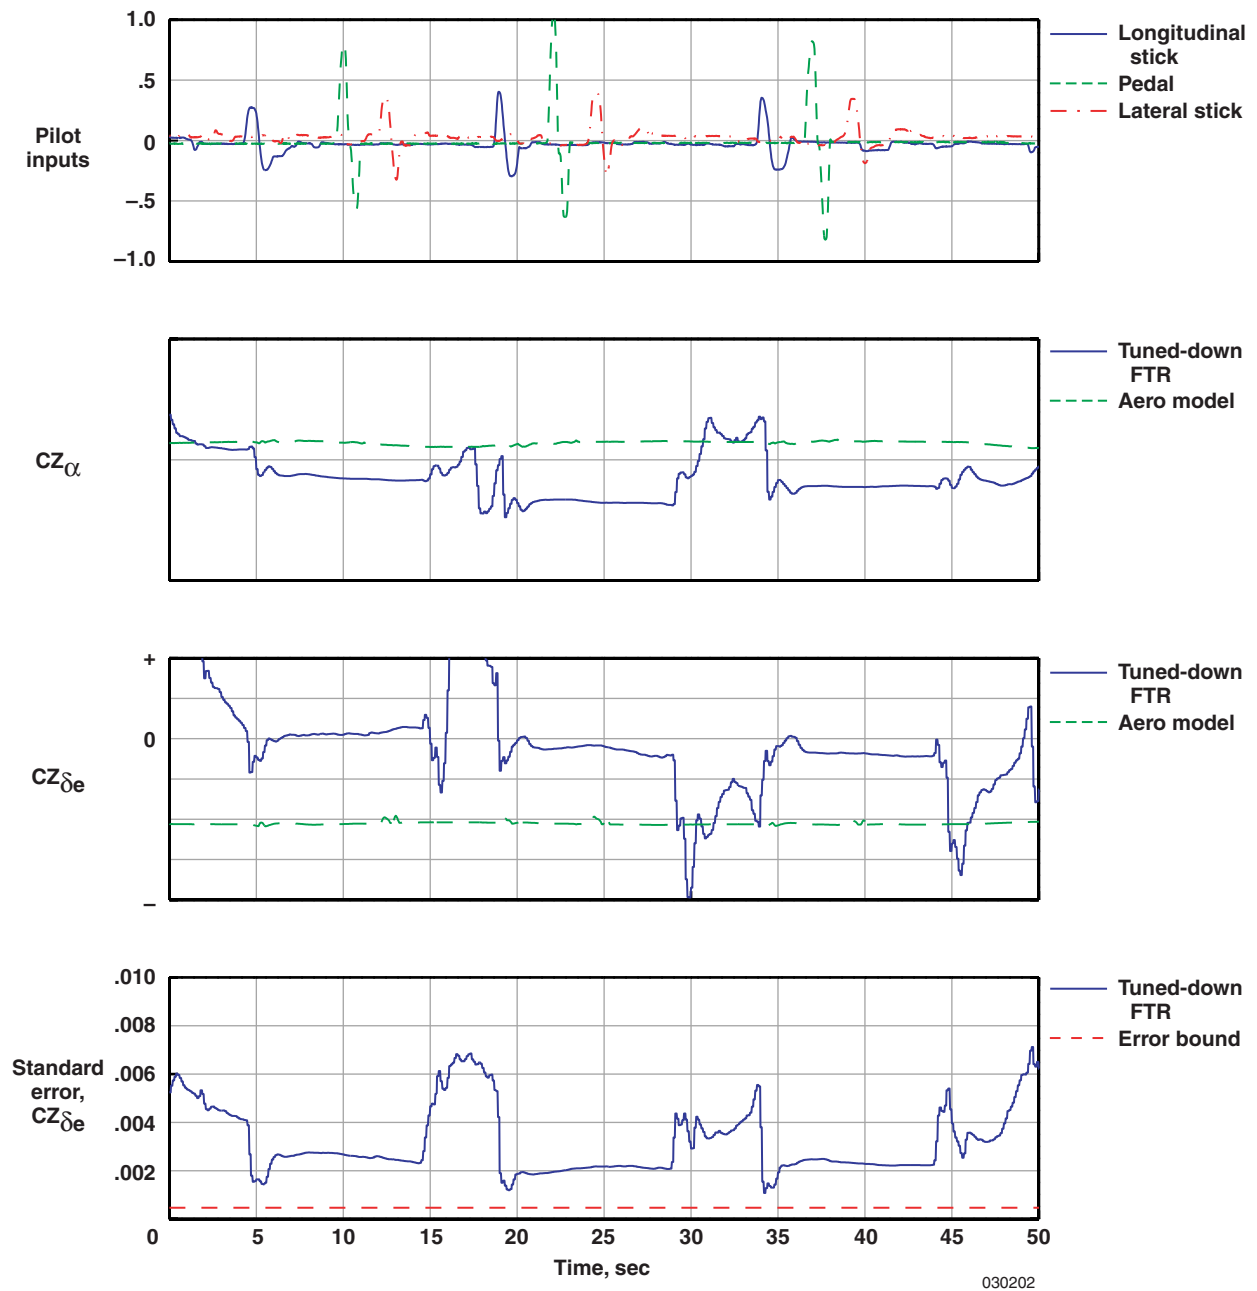 1.0
.5
0
–.5
–1.0
Pilot
inputs
Longitudinal
stick
Pedal
Lateral stick
CZα
Tuned-down
FTR
Aero model
+
0
–
CZδe
Tuned-down
FTR
Aero model
.010
.008
.006
.004
.002
0
Standard
error,
CZδe
Tuned-down
FTR
Error bound
5 10 15 20 25 30 35 40 45 50
Time, sec
030202